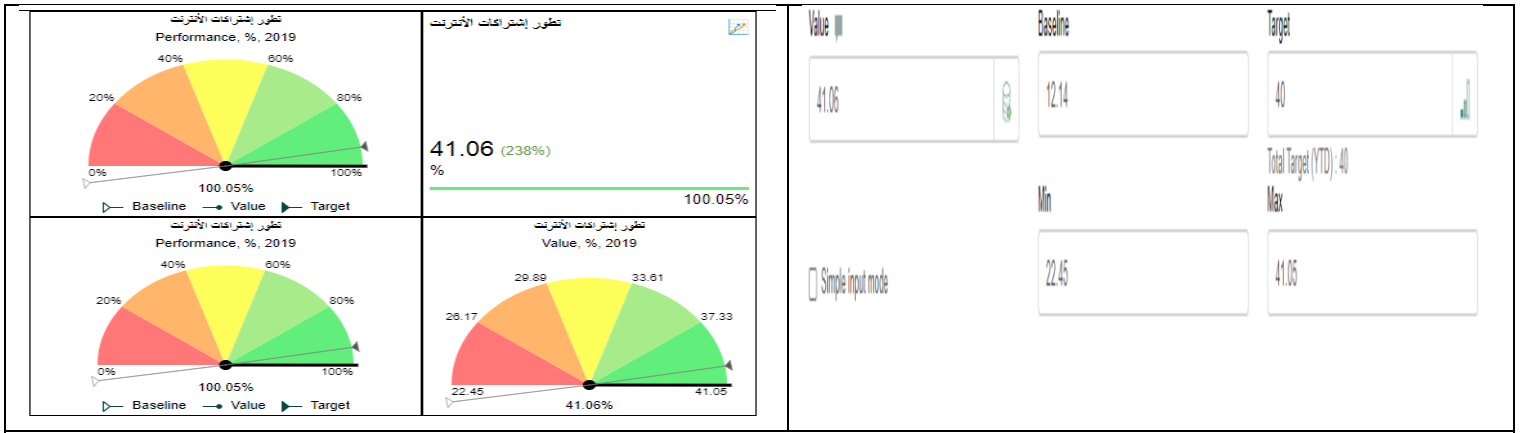 تطور إشتراكات الأنترنت
Performance, %, 2019
40%
60%
20%
80%
0%
100%
100.05%
Baseline
Value
Target
تطور إشتراكات الأنترنت
41.06 (238%)
%
100.05%
تطور إشتراكات الأنترنت
Performance, %, 2019
40%
60%
20%
80%
0%
100%
100.05%
Baseline
Value
Target
تطور إشتراكات الأنترنت
Value, %, 2019
29.89
33.61
26.17
37.33
22.45
41.05
41.06%
Value
Baseline
Target
41.06
12.14
40
Total Target (YTD) : 40
Min
Max
Simple input mode
22.45
41.05